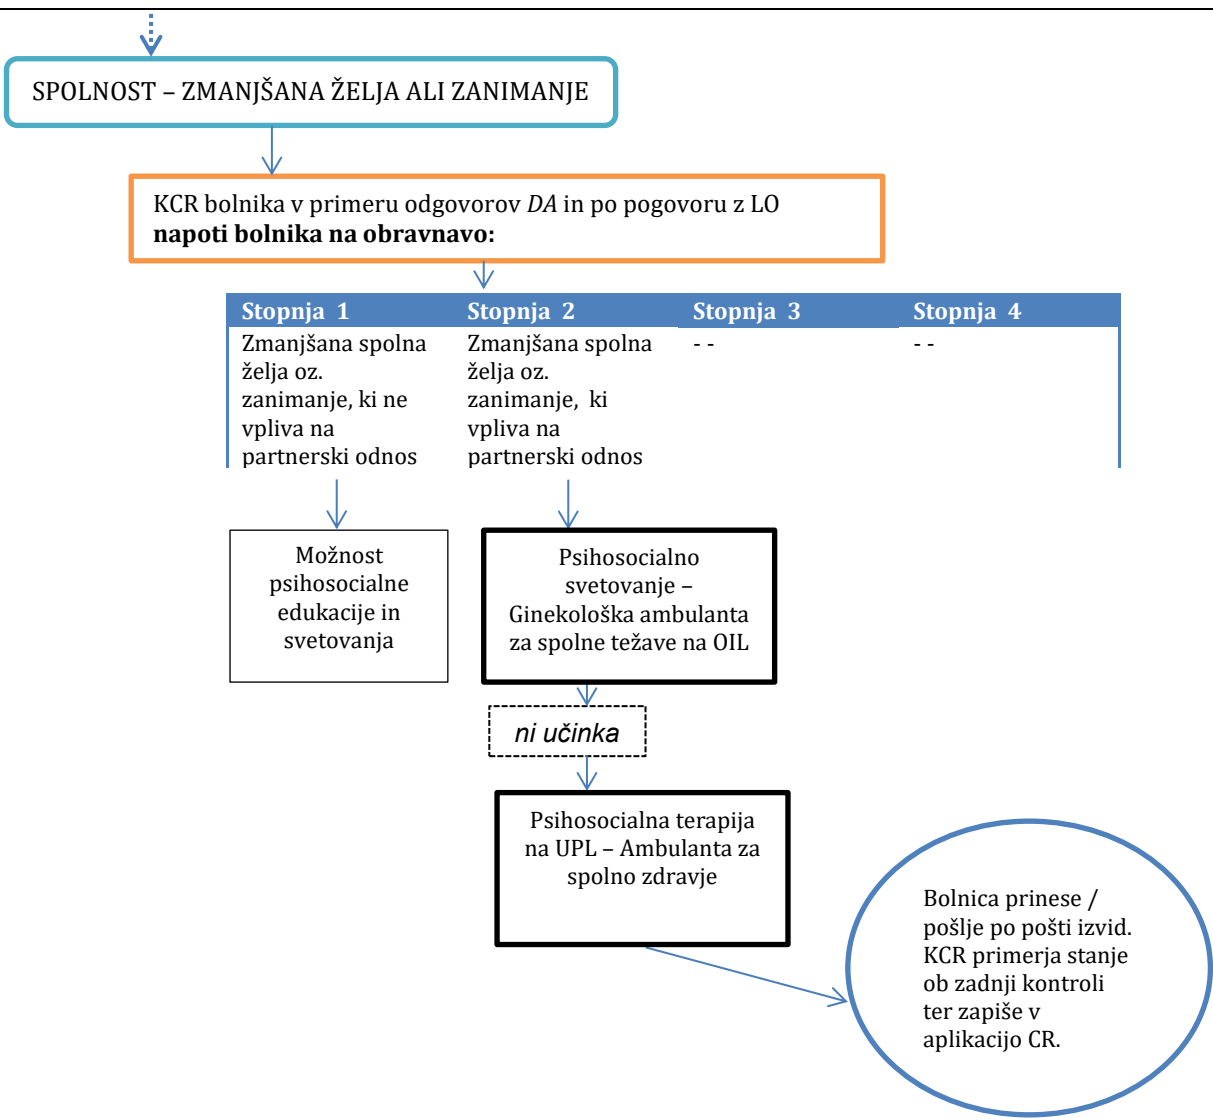 SPOLNOST – ZMANJŠANA ŽELJA ALI ZANIMANJE
KCR bolnika v primeru odgovorov DA in po pogovoru z LO
napoti bolnika na obravnavo:
Stopnja 1 Stopnja 2 Stopnja 3 Stopnja 4
Zmanjšana spolna
želja oz.
zanimanje, ki ne
vpliva na
partnerski odnos
Zmanjšana spolna
želja oz.
zanimanje, ki
vpliva na
partnerski odnos
- -
- -
Možnost
psihosocialne
edukacije in
svetovanja
Psihosocialno
svetovanje –
Ginekološka ambulanta
za spolne težave na OIL
ni učinka
Psihosocialna terapija
na UPL – Ambulanta za
spolno zdravje
Bolnica prinese /
pošlje po pošti izvid.
KCR primerja stanje
ob zadnji kontroli
ter zapiše v
aplikacijo CR.